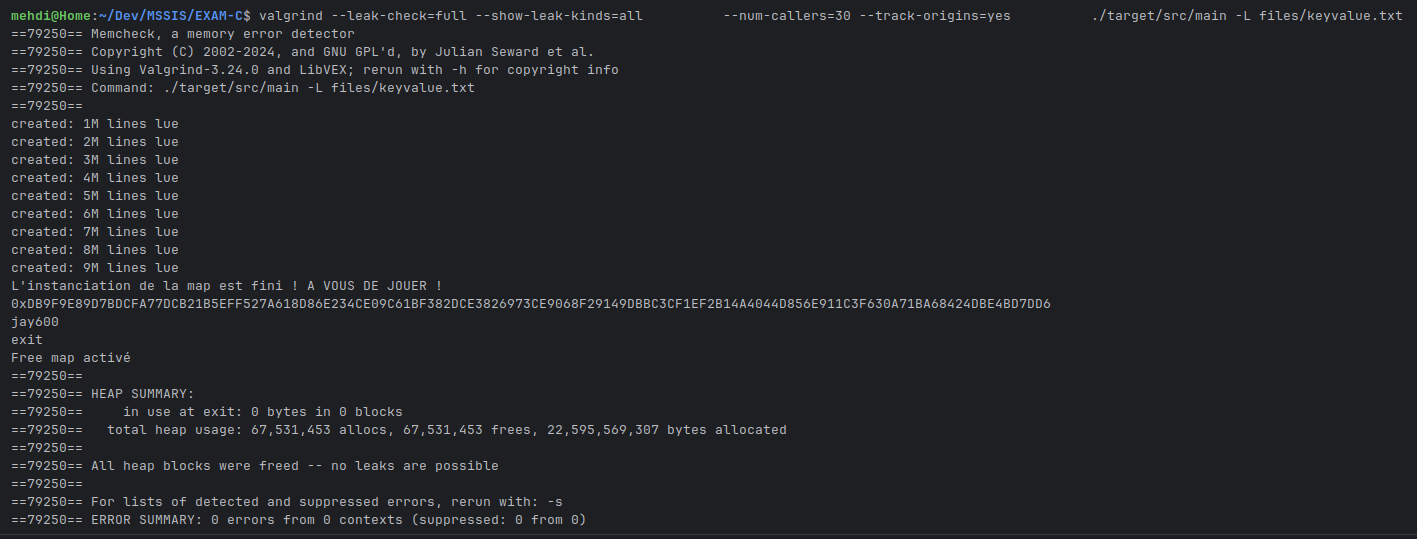 mehdi@Home:~/Dev/MSSIS/EXAM-C$ valgrind --leak-check=full --show-leak-kinds=all          --num-callers=30 --track-origins=yes          ./target/src/main -L files/keyvalue.txt
==79250== Memcheck, a memory error detector
==79250== Copyright (C) 2002-2024, and GNU GPL'd, by Julian Seward et al.
==79250== Using Valgrind-3.24.0 and LibVEX; rerun with -h for copyright info
==79250== Command: ./target/src/main -L files/keyvalue.txt
==79250==
created: 1M lines lue
created: 2M lines lue
created: 3M lines lue
created: 4M lines lue
created: 5M lines lue
created: 6M lines lue
created: 7M lines lue
created: 8M lines lue
created: 9M lines lue
L'instanciation de la map est fini ! A VOUS DE JOUER !
0xDB9F9E89D7BDCFA77DCB21B5EFF527A618D86E234CE09C61BF382DCE3826973CE9068F29149DBBC3CF1EF2B14A4044D856E911C3F630A71BA68424DBE4BD7DD6
jay600
exit
Free map activé
==79250==
==79250== HEAP SUMMARY:
==79250==     in use at exit: 0 bytes in 0 blocks
==79250==   total heap usage: 67,531,453 allocs, 67,531,453 frees, 22,595,569,307 bytes allocated
==79250==
==79250== All heap blocks were freed -- no leaks are possible
==79250==
==79250== For lists of detected and suppressed errors, rerun with: -s
==79250== ERROR SUMMARY: 0 errors from 0 contexts (suppressed: 0 from 0)